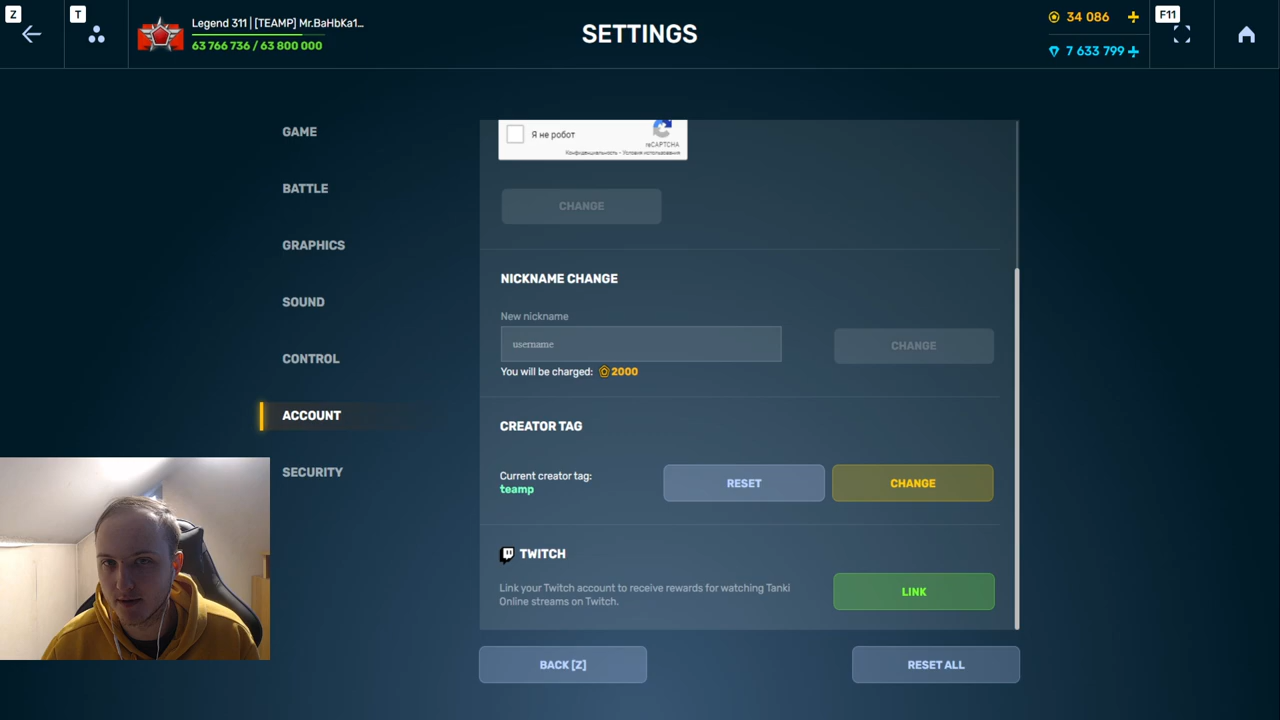 Z
T
Legend 311 | [TEAMP] Mr.BaHbKa1...
63 766 736 / 63 800 000
SETTINGS
34 086
7 633 799
F11
GAME
BATTLE
GRAPHICS
SOUND
CONTROL
ACCOUNT
SECURITY
Я не робот
reCAPTCHA
Конфиденциальность - Условия использования
CHANGE
NICKNAME CHANGE
New nickname
username
CHANGE
You will be charged: 2000
CREATOR TAG
Current creator tag:
teamp
RESET
CHANGE
TWITCH
Link your Twitch account to receive rewards for watching Tanki
Online streams on Twitch.
LINK
BACK [Z]
RESET ALL